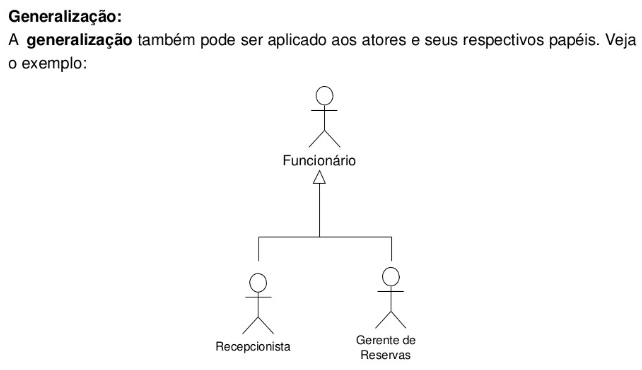 Generalização:
A generalização também pode ser aplicado aos atores e seus respectivos papéis. Veja
o exemplo:
Funcionário
Recepcionista
Gerente de
Reservas